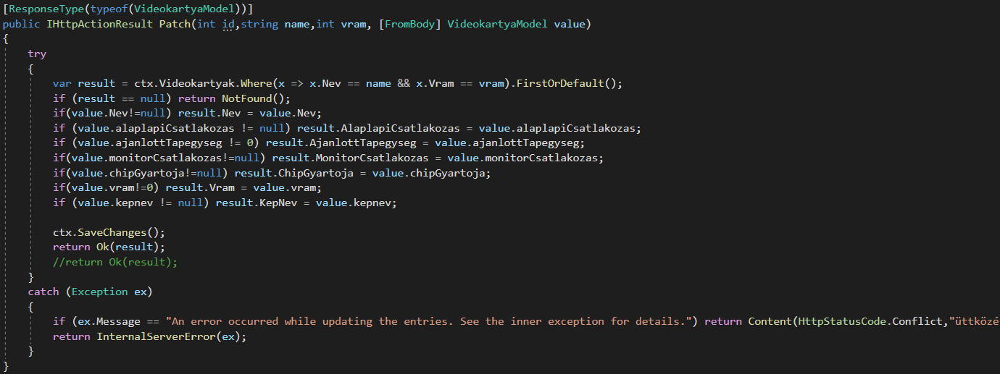 [ResponseType(typeof(VideokartyaModel))]
public IHttpActionResult Patch(int id,string name,int vram, [FromBody] VideokartyaModel value)
{
    try
    {
        var result = ctx.Videokartyak.Where(x => x.Nev == name && x.Vram == vram).FirstOrDefault();
        if (result == null) return NotFound();
        if(value.Nev!=null) result.Nev = value.Nev;
        if (value.alaplapiCsatlakozas != null) result.AlaplapiCsatlakozas = value.alaplapiCsatlakozas;
        if (value.ajanlottTapegyseg != 0) result.AjanlottTapegyseg = value.ajanlottTapegyseg;
        if(value.monitorCsatlakozas!=null) result.MonitorCsatlakozas = value.monitorCsatlakozas;
        if(value.chipGyartoja!=null) result.ChipGyartoja = value.chipGyartoja;
        if(value.vram!=0) result.Vram = value.vram;
        if (value.kepnev != null) result.KepNev = value.kepnev;

        ctx.SaveChanges();
        return Ok(result);
        //return Ok(result);
    }
    catch (Exception ex)
    {
        if (ex.Message == "An error occurred while updating the entries. See the inner exception for details.") return Content(HttpStatusCode.Conflict,"üttközé
        return InternalServerError(ex);
    }
}